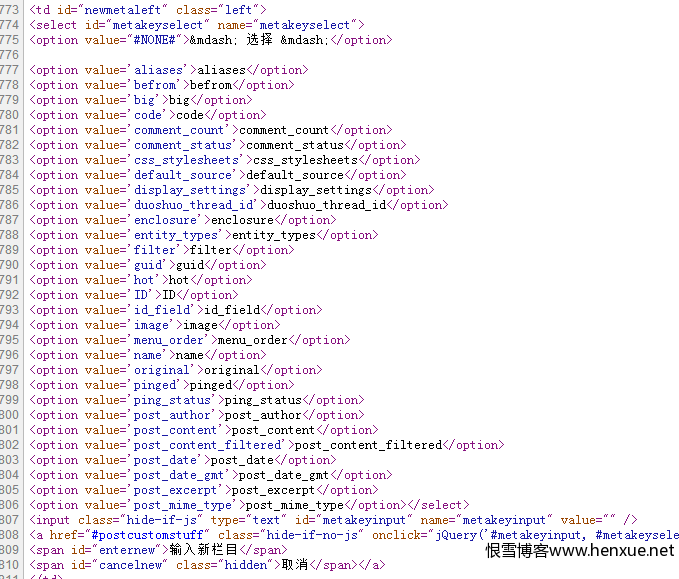 773 <td id="newmetaleft" class="left">
774 <select id="metakeyselect" name="metakeyselect">
775 <option value="#NONE#">&mdash; 选择 &mdash;</option>
776
777 <option value='aliases'>aliases</option>
778 <option value='befrom'>befrom</option>
779 <option value='big'>big</option>
780 <option value='code'>code</option>
781 <option value='comment_count'>comment_count</option>
782 <option value='comment_status'>comment_status</option>
783 <option value='css_stylesheets'>css_stylesheets</option>
784 <option value='default_source'>default_source</option>
785 <option value='display_settings'>display_settings</option>
786 <option value='duoshuo_thread_id'>duoshuo_thread_id</option>
787 <option value='enclosure'>enclosure</option>
788 <option value='entity_types'>entity_types</option>
789 <option value='filter'>filter</option>
790 <option value='guid'>guid</option>
791 <option value='hot'>hot</option>
792 <option value='ID'>ID</option>
793 <option value='id_field'>id_field</option>
794 <option value='image'>image</option>
795 <option value='menu_order'>menu_order</option>
796 <option value='name'>name</option>
797 <option value='original'>original</option>
798 <option value='pinged'>pinged</option>
799 <option value='ping_status'>ping_status</option>
800 <option value='post_author'>post_author</option>
801 <option value='post_content'>post_content</option>
802 <option value='post_content_filtered'>post_content_filtered</option>
803 <option value='post_date'>post_date</option>
804 <option value='post_date_gmt'>post_date_gmt</option>
805 <option value='post_excerpt'>post_excerpt</option>
806 <option value='post_mime_type'>post_mime_type</option></select>
807 <input class="hide-if-js" type="text" id="metakeyinput" name="metakeyinput" value="" />
808 <a href="#postcustomstuff" class="hide-if-no-js" onclick="jQuery('#metakeyinput, #metakeysele
809 <span id="enternew">输入新栏目</span>
810 <span id="cancelnew" class="hidden">取消</span></a>
811 </td>
恨雪博客www.henxue.net